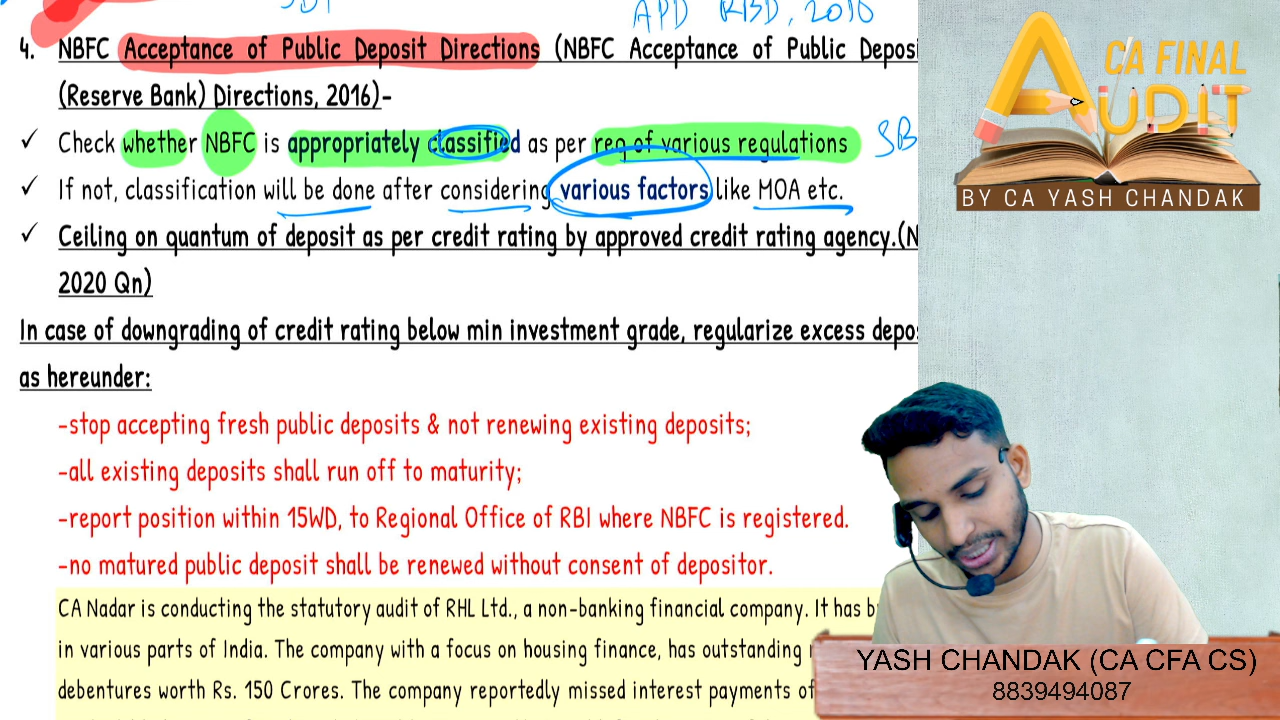 APD RBD, 2016
4. NBFC Acceptance of Public Deposit Directions (NBFC Acceptance of Public
(Reserve Bank) Directions, 2016)-
✓ Check whether NBFC is appropriately classified as per req of various regulations SB
✓ If not, classification will be done after considering various factors like MOA etc.
✓ Ceiling on quantum of deposit as per credit rating by approved credit rating agency.(N
2020 Qn)
In case of downgrading of credit rating below min investment grade, regularize excess
as hereunder:
-stop accepting fresh public deposits & not renewing existing deposits;
-all existing deposits shall run off to maturity;
-report position within 15WD, to Regional Office of RBI where NBFC is registered.
-no matured public deposit shall be renewed without consent of depositor.
CA Nadar is conducting the statutory audit of RHL Ltd., a non-banking financial company. It has
in various parts of India. The company with a focus on housing finance, has outstanding
debentures worth Rs. 150 Crores. The company reportedly missed interest payments of
CA FINAL
AUDIT
BY CA YASH CHANDAK
YASH CHANDAK (CA CFA CS)
8839494087